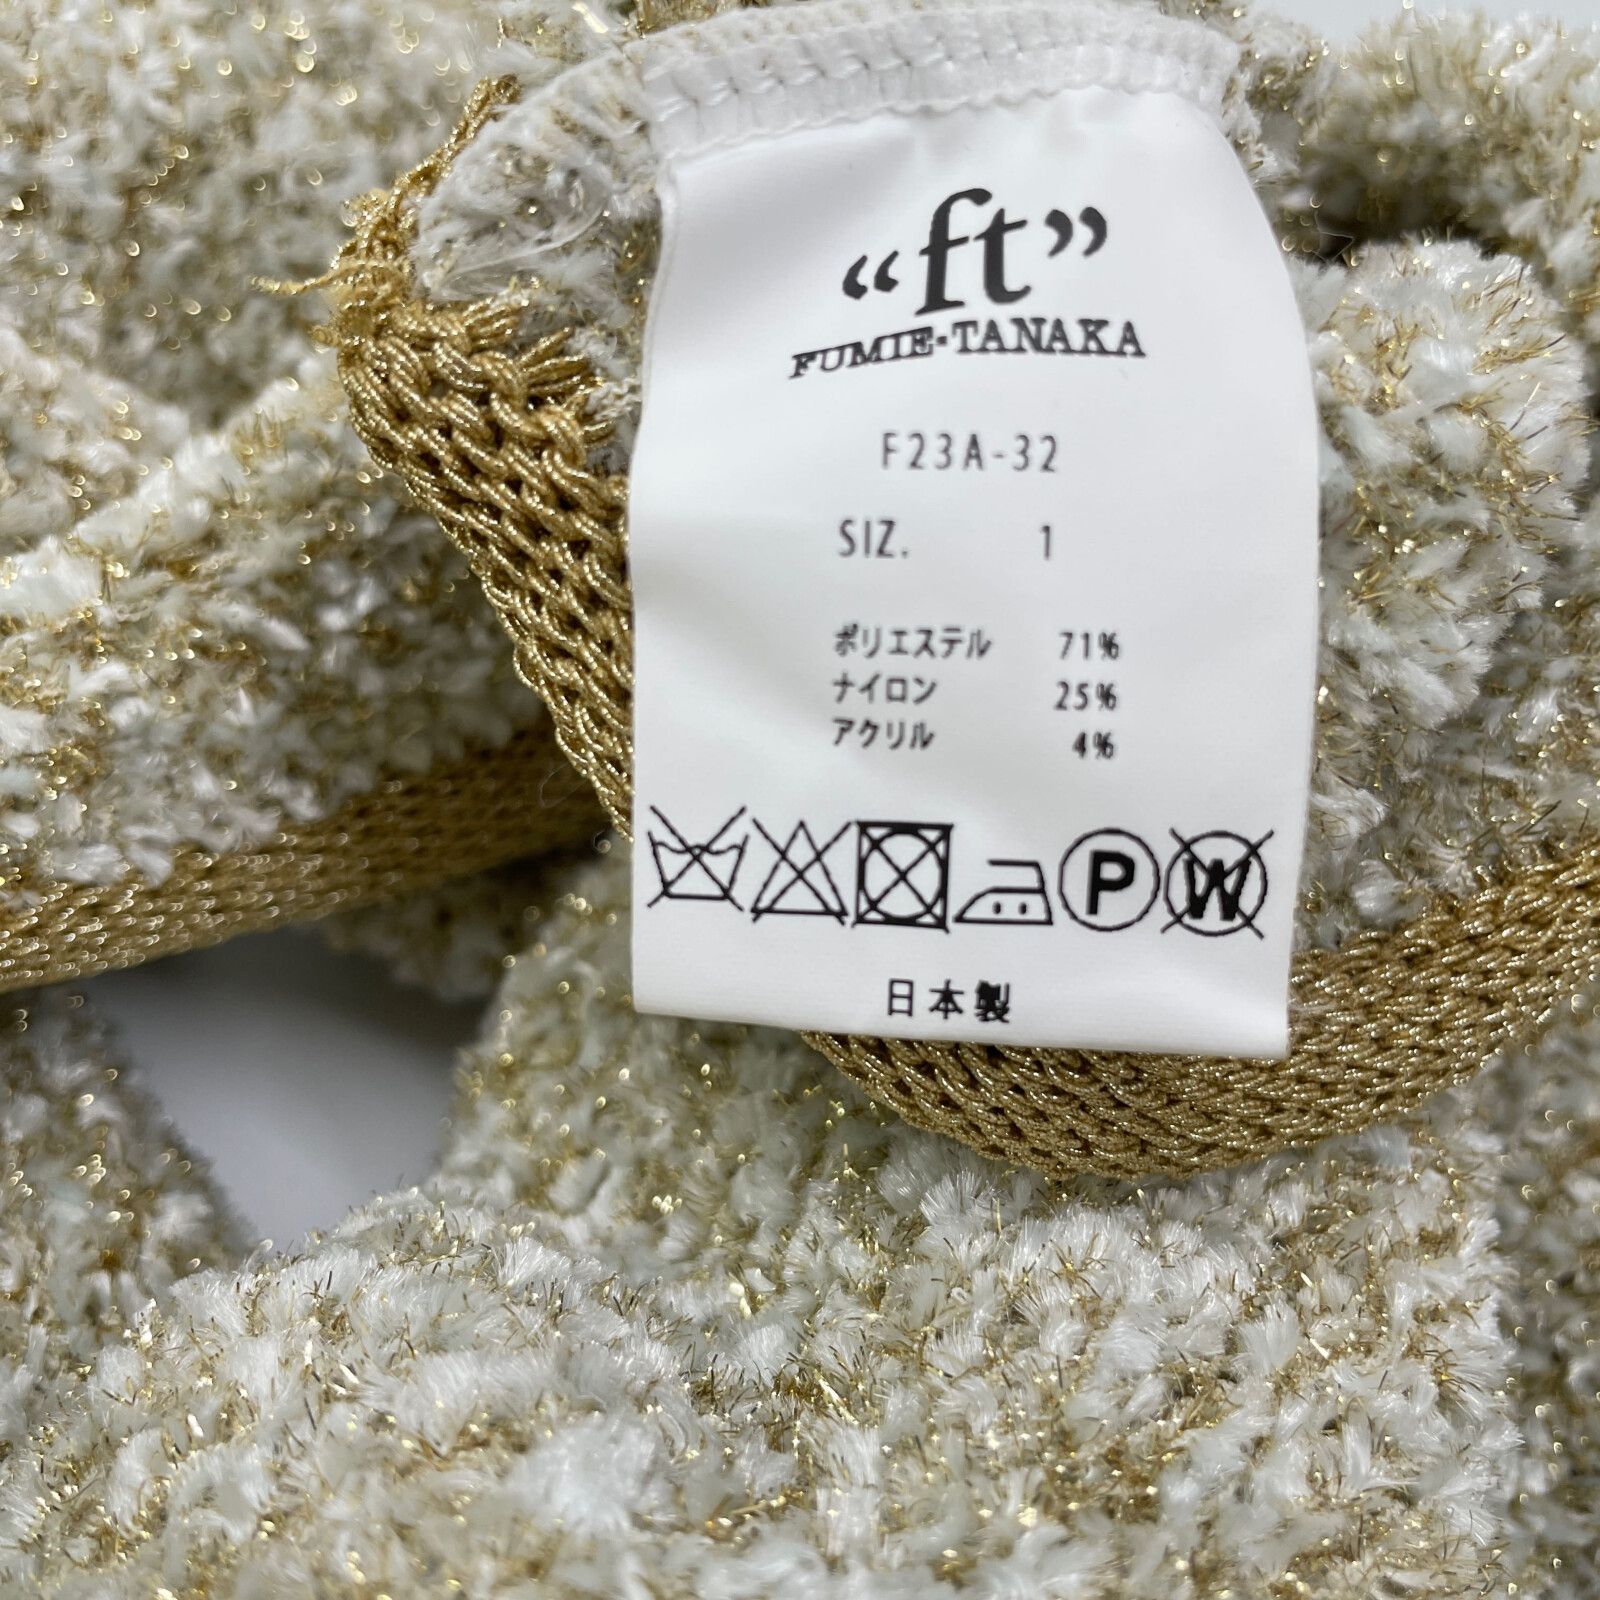 “ft”
FUMIE-TANAKA
F23A-32
SIZ. 1
ポリエステル 71%
ナイロン 25%
アクリル 4%
P W
日本製